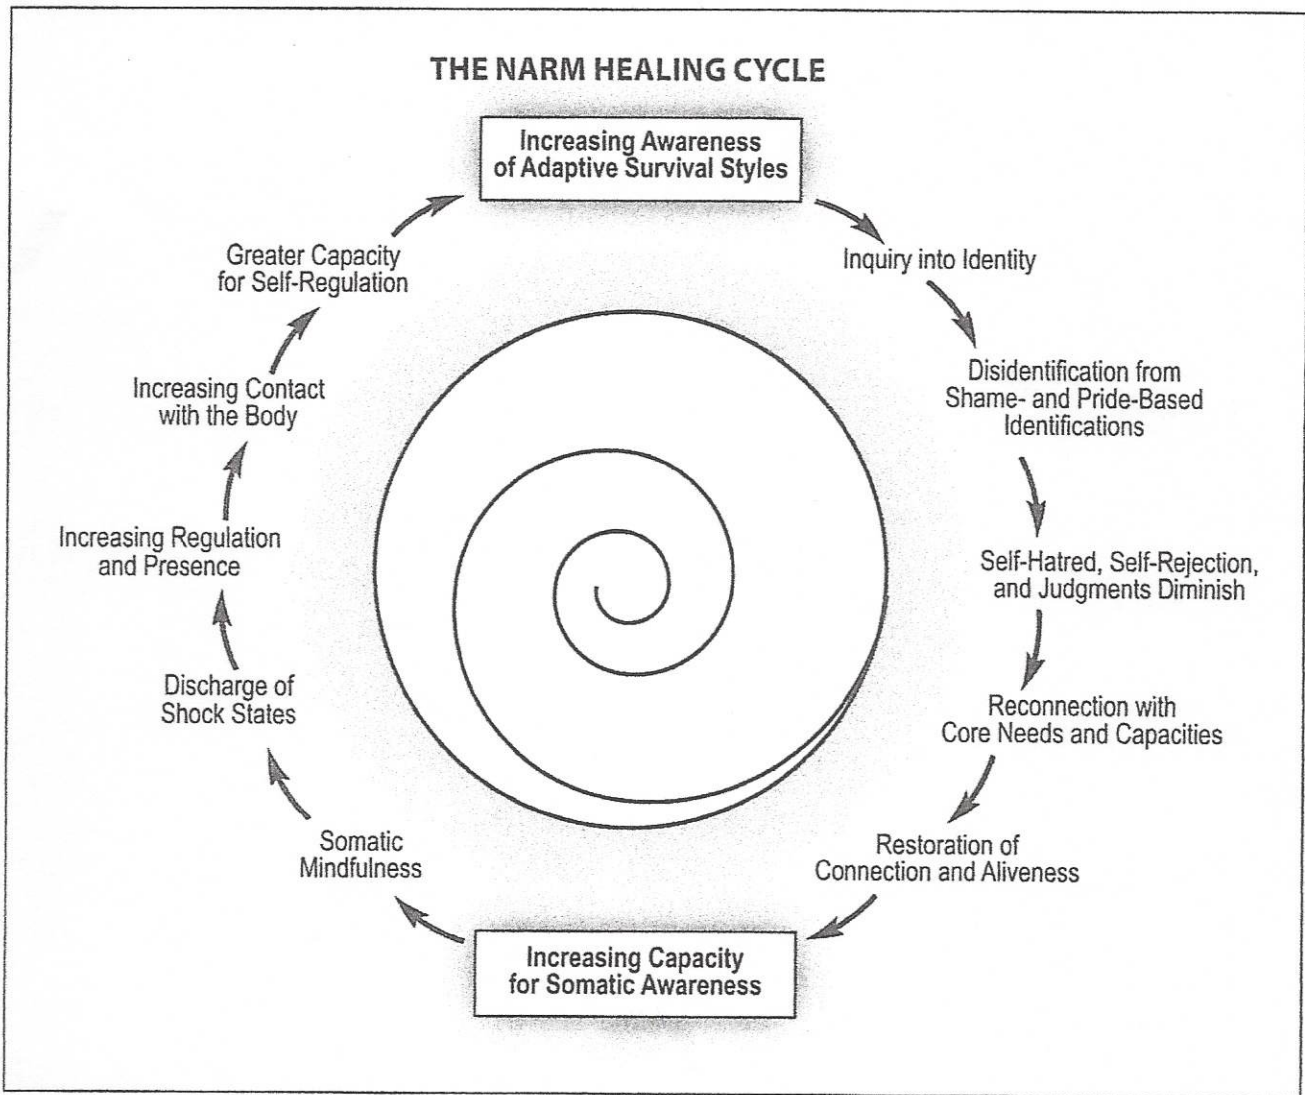 THE NARM HEALING CYCLE
Increasing Awareness
of Adaptive Survival Styles
Inquiry into Identity
Disidentification from
Shame- and Pride-Based
Identifications
Self-Hatred, Self-Rejection,
and Judgments Diminish
Reconnection with
Core Needs and Capacities
Restoration of
Connection and Aliveness
Increasing Capacity
for Somatic Awareness
Somatic
Mindfulness
Discharge of
Shock States
Increasing Regulation
and Presence
Increasing Contact
with the Body
Greater Capacity
for Self-Regulation